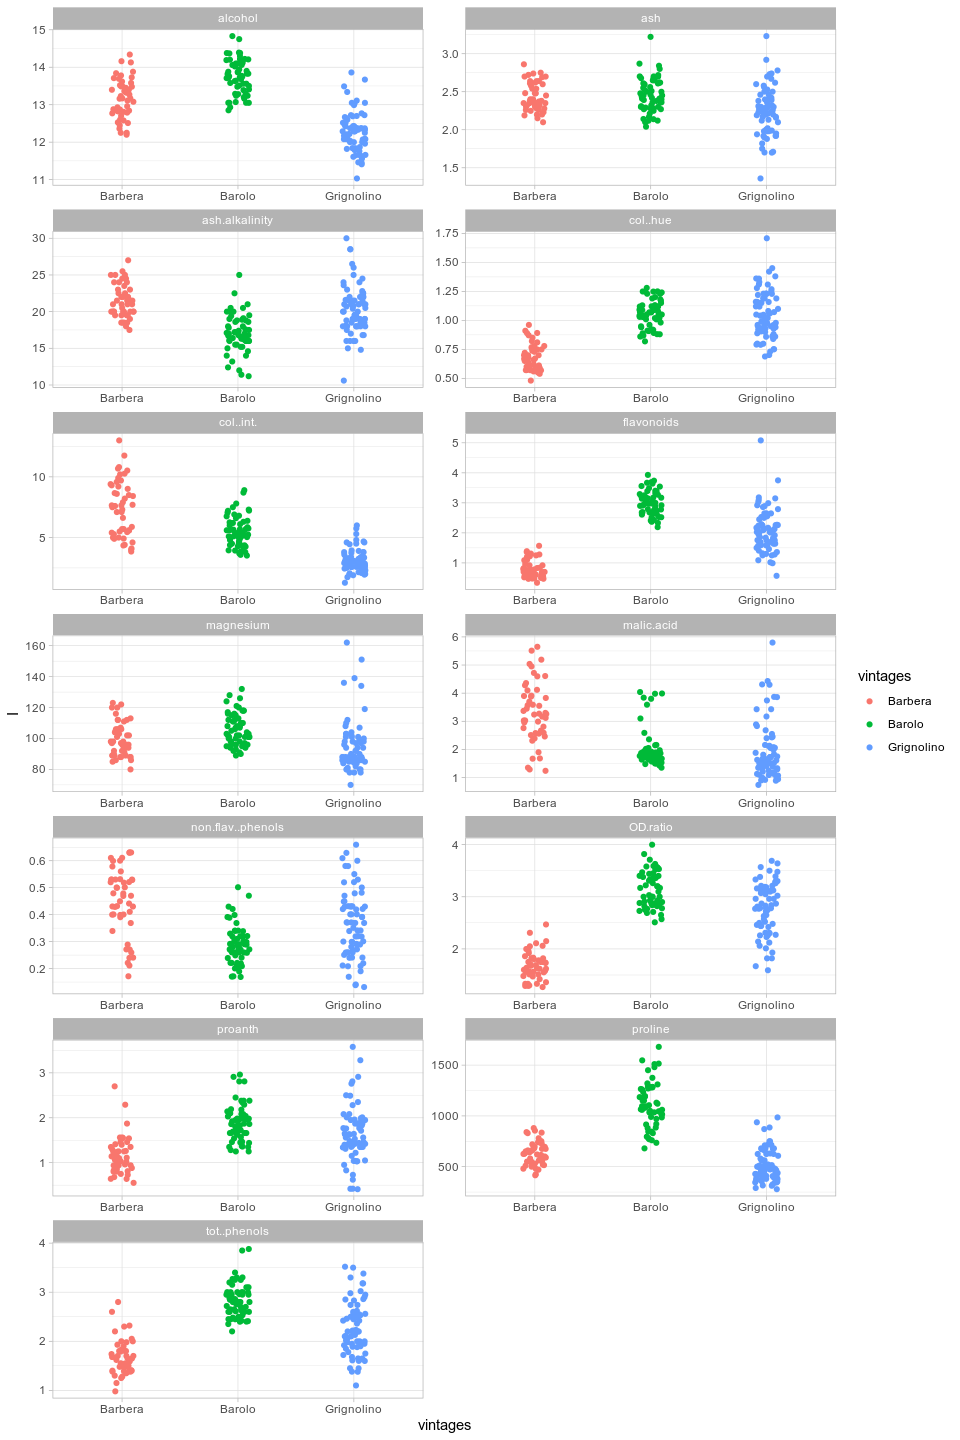 alcohol
ash
15
14
13
12
11
3.0
2.5
2.0
1.5
Barbera Barolo Grignolino
Barbera Barolo Grignolino
ash.alkalinity
col..hue
30
25
20
15
10
1.75
1.50
1.25
1.00
0.75
0.50
Barbera Barolo Grignolino
Barbera Barolo Grignolino
col..int.
flavonoids
10
5
5
4
3
2
1
Barbera Barolo Grignolino
Barbera Barolo Grignolino
magnesium
malic.acid
160
140
120
100
80
6
5
4
3
2
1
Barbera Barolo Grignolino
Barbera Barolo Grignolino
non.flav..phenols
OD.ratio
0.6
0.5
0.4
0.3
0.2
4
3
2
Barbera Barolo Grignolino
Barbera Barolo Grignolino
proanth
proline
3
2
1
1500
1000
500
Barbera Barolo Grignolino
Barbera Barolo Grignolino
tot..phenols
4
3
2
1
Barbera Barolo Grignolino
vintages
vintages
Barbera
Barolo
Grignolino